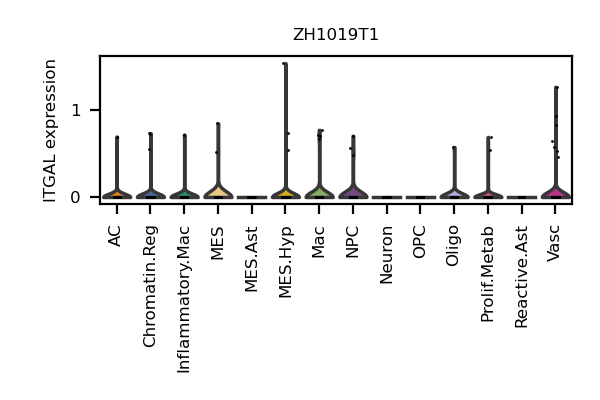 ZH1019T1
ITGAL expression
1
0
AC
Chromatin.Reg
Inflammatory.Mac
MES
MES.Ast
MES.Hyp
Mac
NPC
Neuron
OPC
Oligo
Prolif.Metab
Reactive.Ast
Vasc